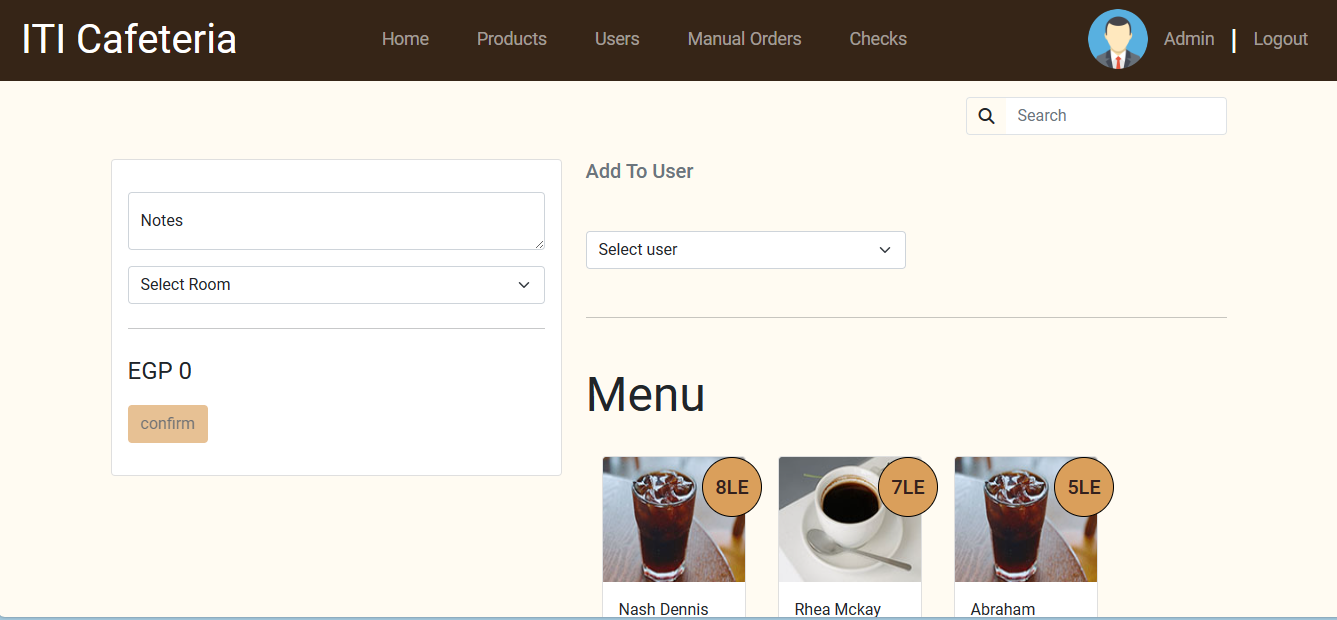 ITI Cafeteria
Home
Products
Users
Manual Orders
Checks
Admin
|
Logout
Search
Notes
Select Room
EGP 0
confirm
Add To User
Select user
Menu
8LE
7LE
5LE
Nash Dennis
Rhea Mckay
Abraham